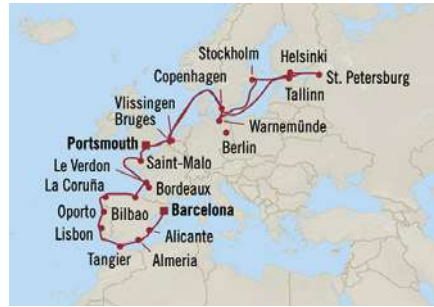 Stockholm
Helsinki
Copenhagen
St. Petersburg
Tallinn
Vlissingen
Bruges
Warnemünde
Portsmouth
Berlin
Saint-Malo
Le Verdon
La Coruña
Bordeaux
Oporto
Bilbao
Barcelona
Lisbon
Alicante
Tangier
Almeria